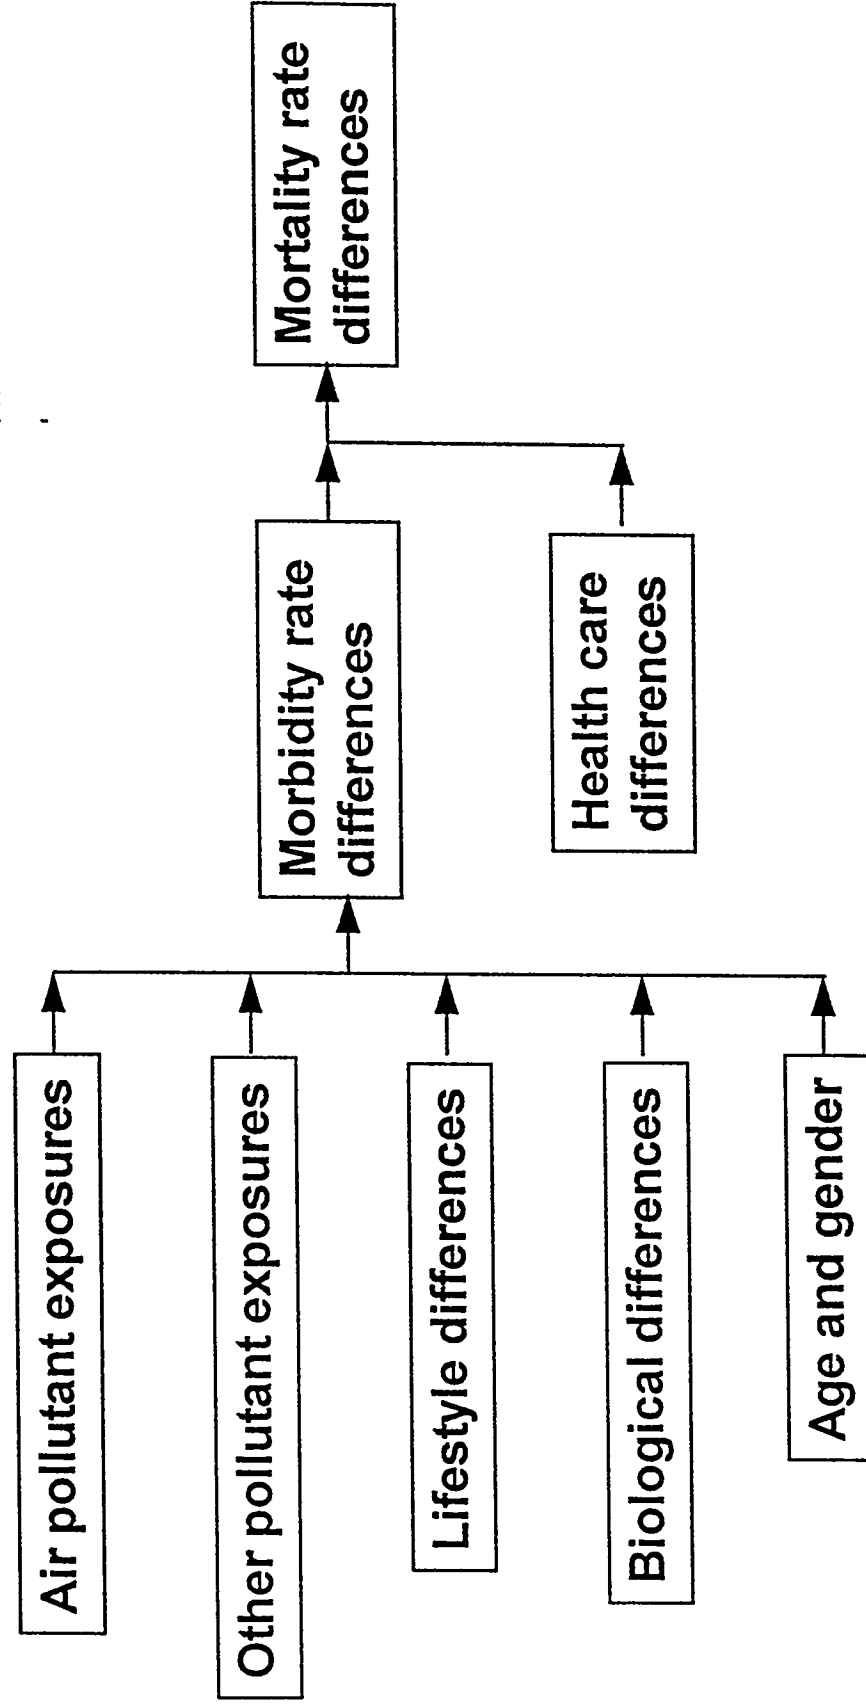 Air pollutant exposures
Other pollutant exposures
Lifestyle differences
Biological differences
Age and gender
Morbidity rate
differences
Health care
differences
Mortality rate
differences